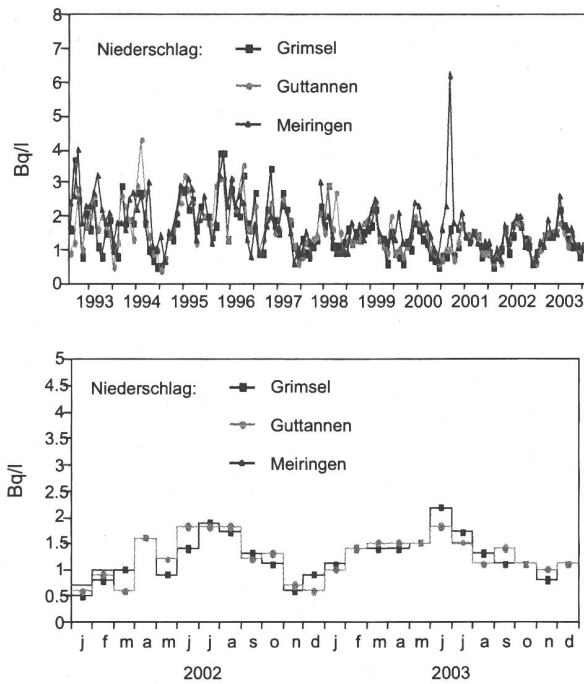 8
Niederschlag: Grimsel
7
6
Guttannen
5
Meiringen
Bq/l
4
3
2
1
0
1993 1994 1995 1996 1997 1998 1999 2000 2001 2002 2003
5
Niederschlag: Grimsel
4.5
4
Guttannen
3.5
3
Meiringen
Bq/l
2.5
2
1.5
1
0.5
0
j f m a m j j a s o n d j f m a m j j a s o n d
2002 2003